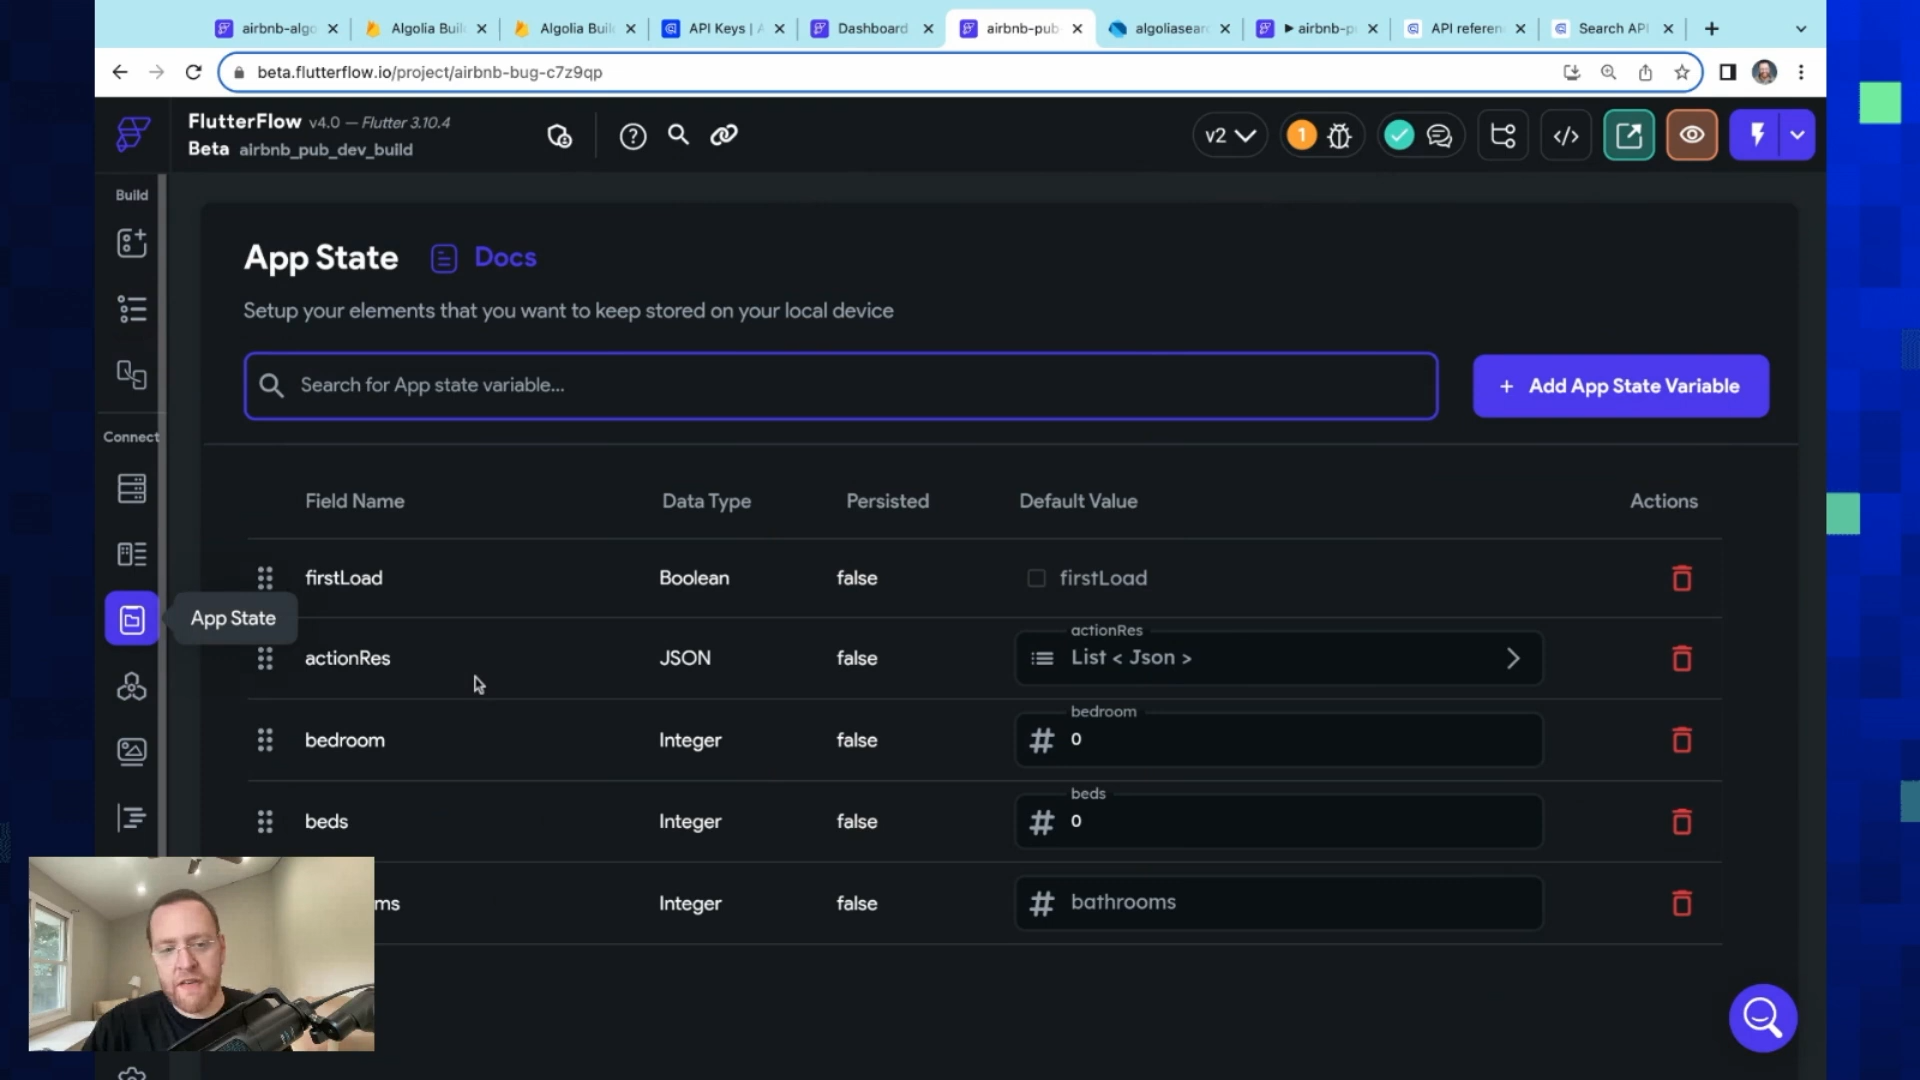 airbnb-algo
Algolia Buil
Algolia Buil
API Keys | A
Dashboard
airbnb-pub-
algoliasear
airbnb-p
API referen
Search API
beta.flutterflow.io/project/airbnb-bug-c7z9qp
FlutterFlow v4.0 — Flutter 3.10.4
Beta airbnb_pub_dev_build
v2
1
Build
Connect
App State
App State
Docs
Setup your elements that you want to keep stored on your local device
Search for App state variable...
+ Add App State Variable
Field Name
Data Type
Persisted
Default Value
Actions
firstLoad
Boolean
false
firstLoad
actionRes
JSON
false
actionRes
List < Json >
bedroom
Integer
false
bedroom
0
beds
Integer
false
beds
0
ms
Integer
false
bathrooms